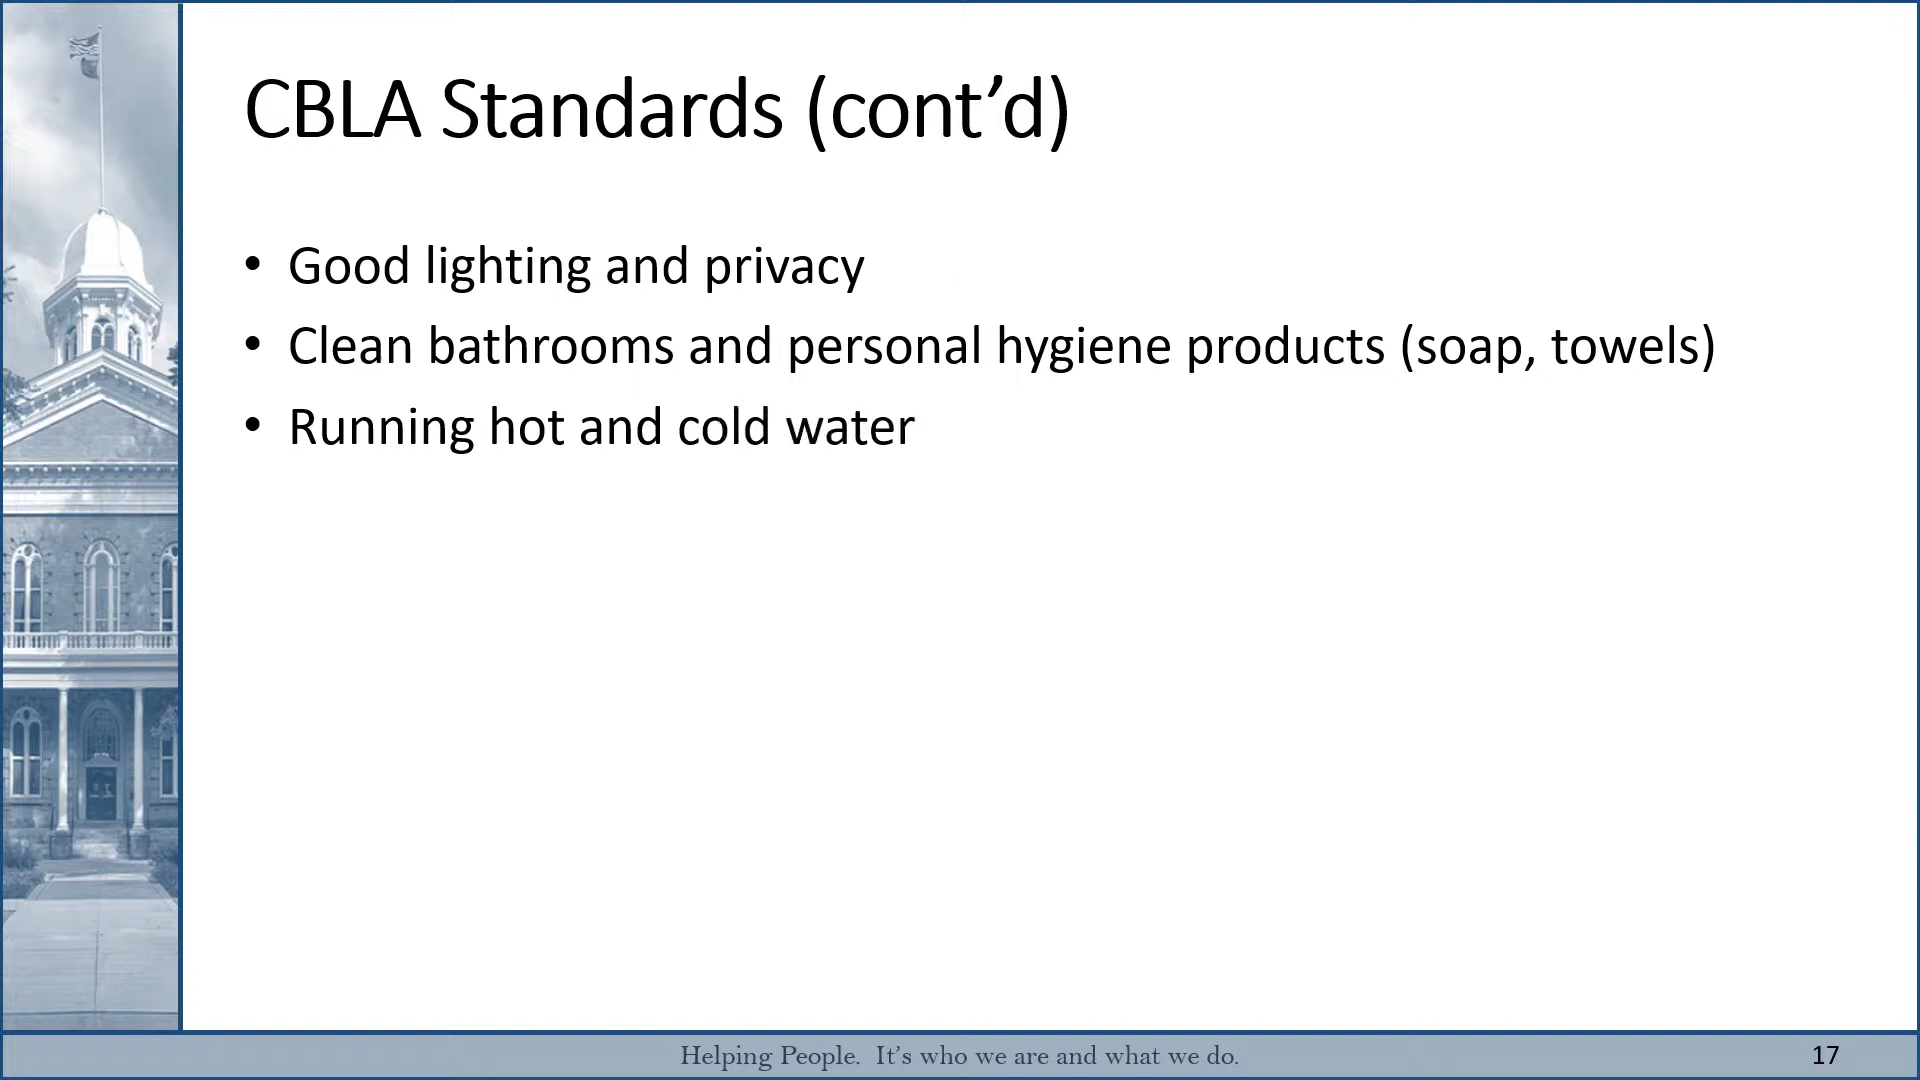 CBLA Standards (cont’d)
• Good lighting and privacy
• Clean bathrooms and personal hygiene products (soap, towels)
• Running hot and cold water
Helping People.  It’s who we are and what we do.
17